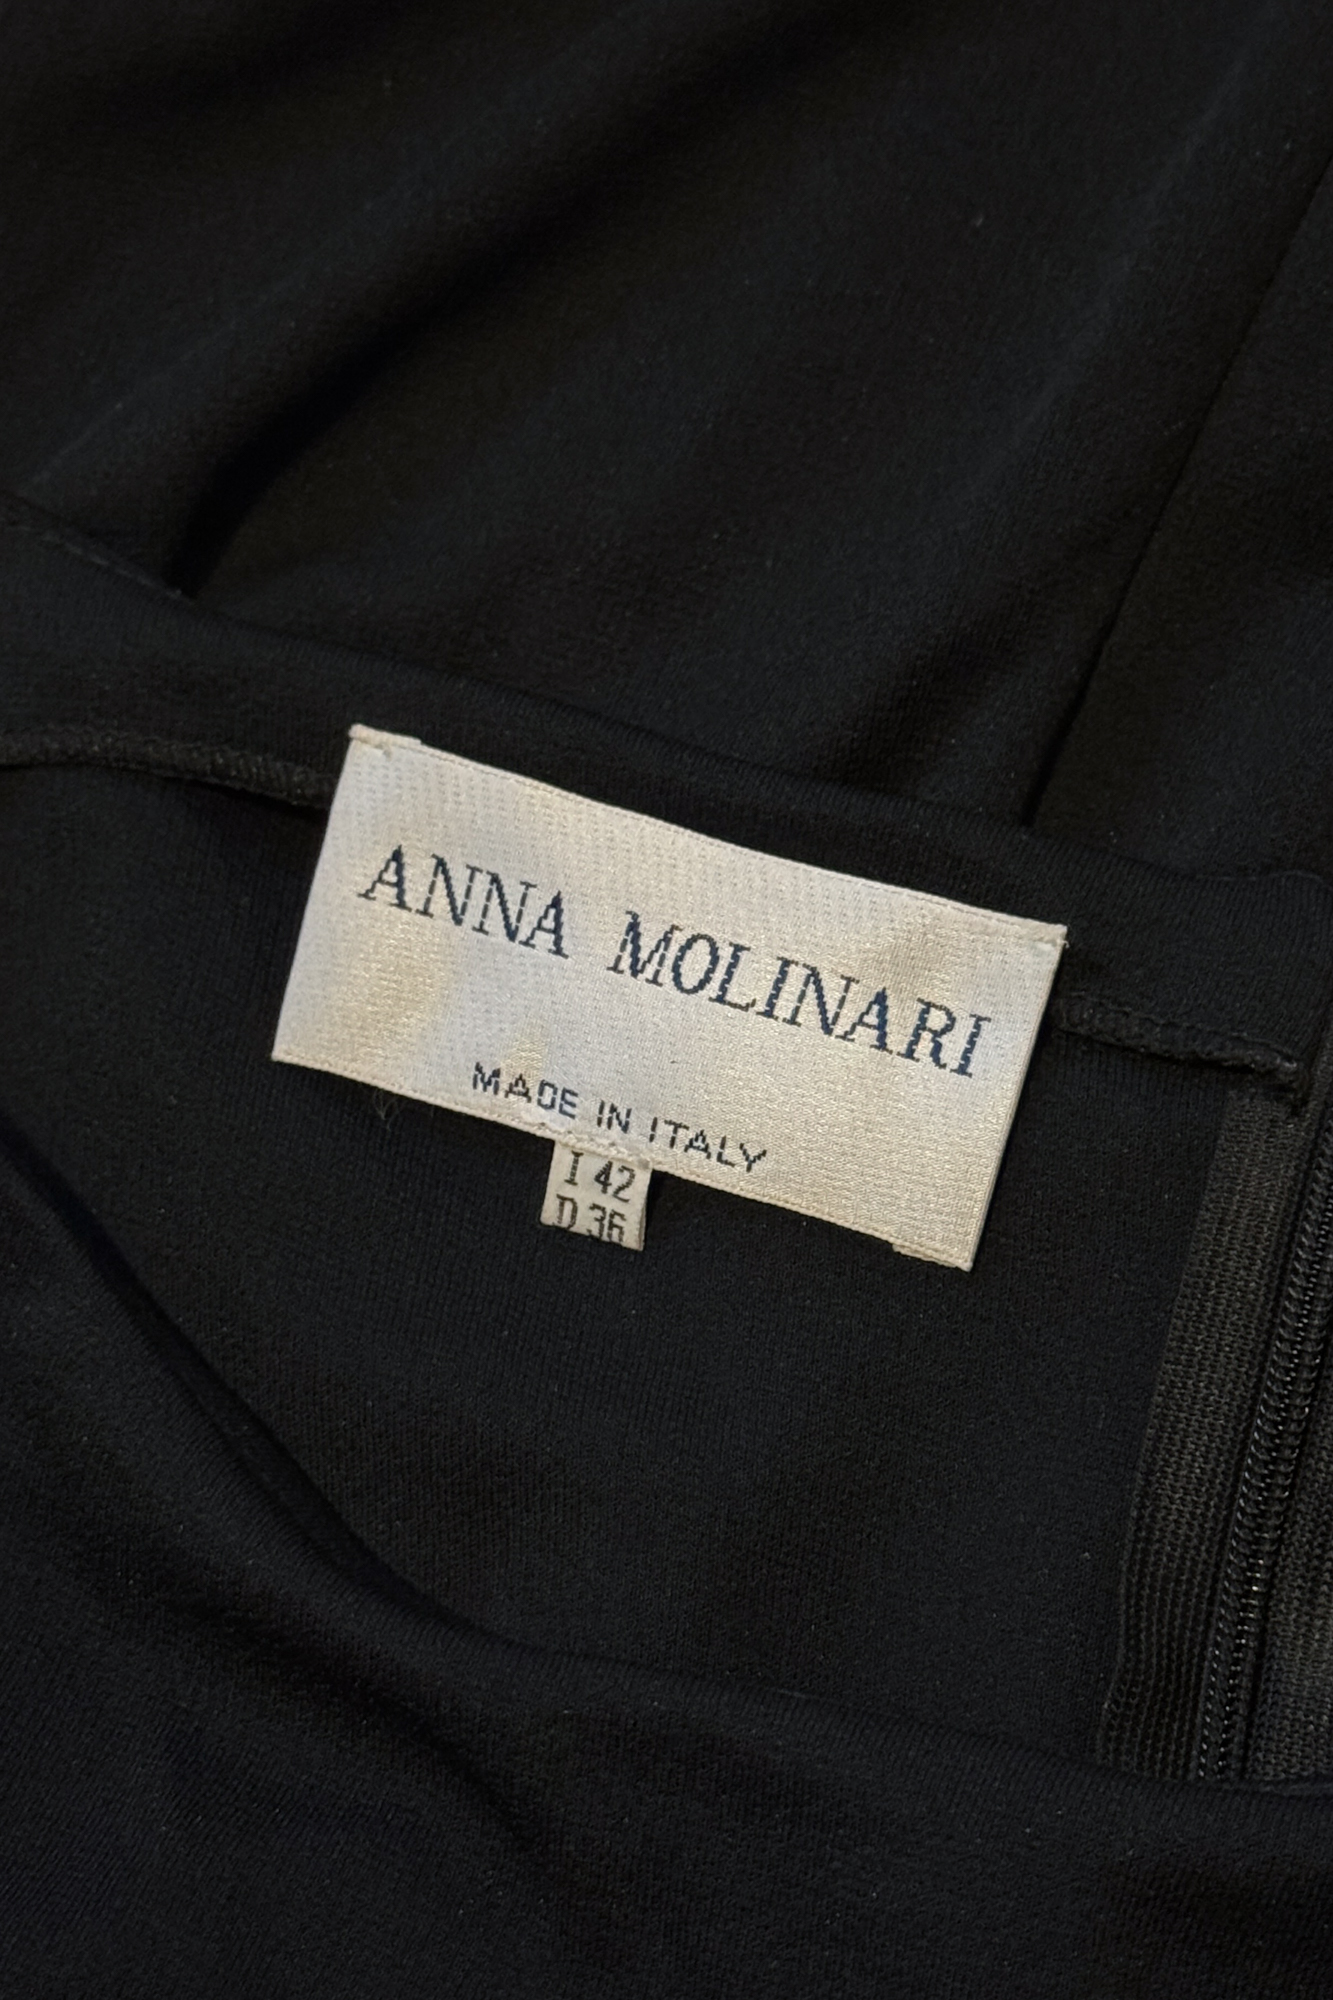 ANNA MOLINARI
MADE IN ITALY
I 42
D 36